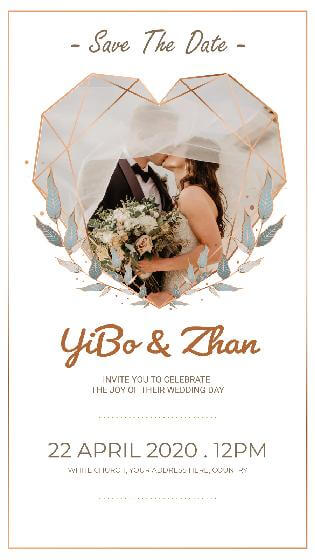 - Save The Date -
YiBo & Zhan
INVITE YOU TO CELEBRATE
THE JOY OF THEIR WEDDING DAY
22 APRIL 2020 . 12PM
WHITE CHURCH, YOUR ADDRESS HERE, COUNTRY